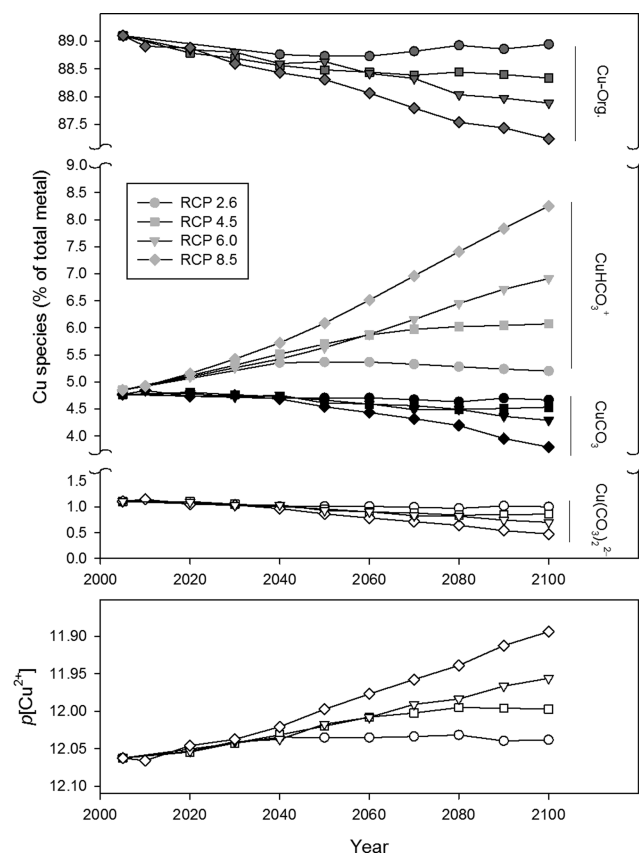 89.0
88.5
88.0
87.5
Cu-Org.
9.0
8.5
8.0
7.5
7.0
6.5
6.0
5.5
5.0
4.5
4.0
RCP 2.6
RCP 4.5
RCP 6.0
RCP 8.5
CuHCO₃⁺
CuCO₃
Cu species (% of total metal)
1.5
1.0
0.5
0.0
Cu(CO₃)₂²⁻
2000 2020 2040 2060 2080 2100
11.90
11.95
12.00
12.05
12.10
p[Cu²⁺]
2000 2020 2040 2060 2080 2100
Year